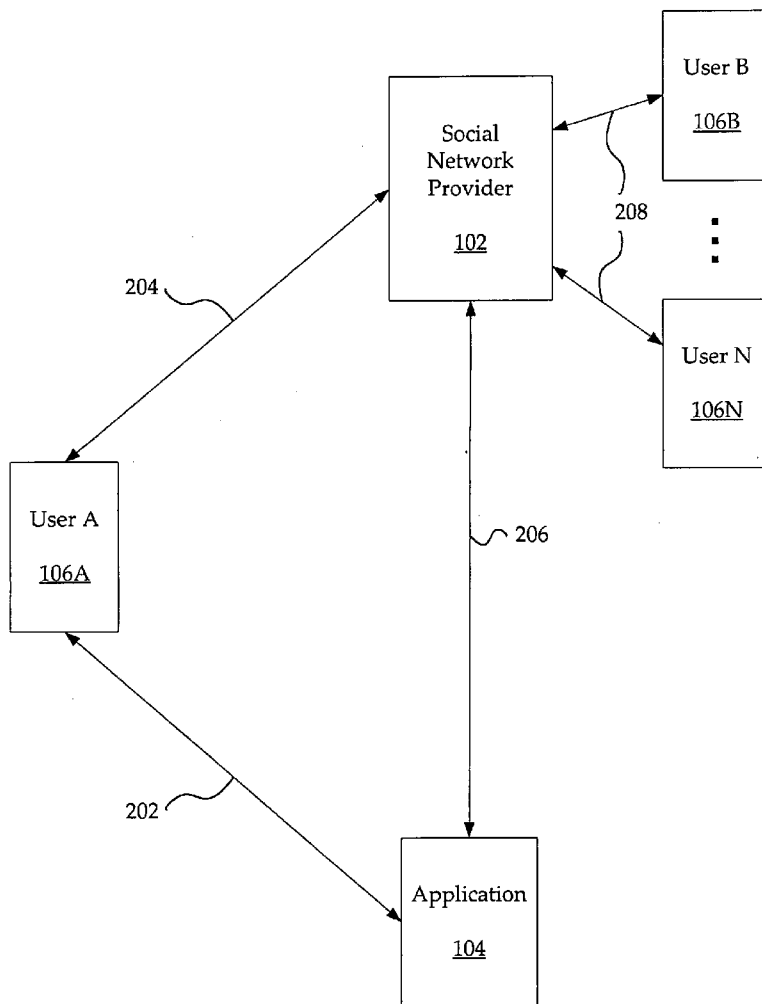 User B
106B
Social
Network
Provider
102
208
204
User N
106N
User A
106A
206
202
Application
104